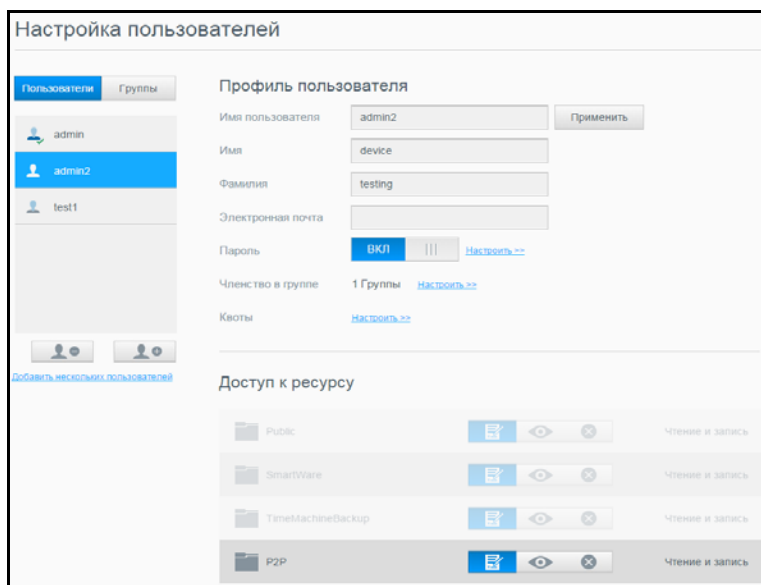 Настройка пользователей
Пользователи Группы
admin
admin2
test1
Добавить нескольких пользователей
Профиль пользователя
Имя пользователя admin2 Применить
Имя device
Фамилия testing
Электронная почта
Пароль ВКЛ Настроить >>
Членство в группе 1 Группы Настроить >>
Квоты Настроить >>
Доступ к ресурсу
Public Чтение и запись
SmartWare Чтение и запись
TimeMachineBackup Чтение и запись
P2P Чтение и запись